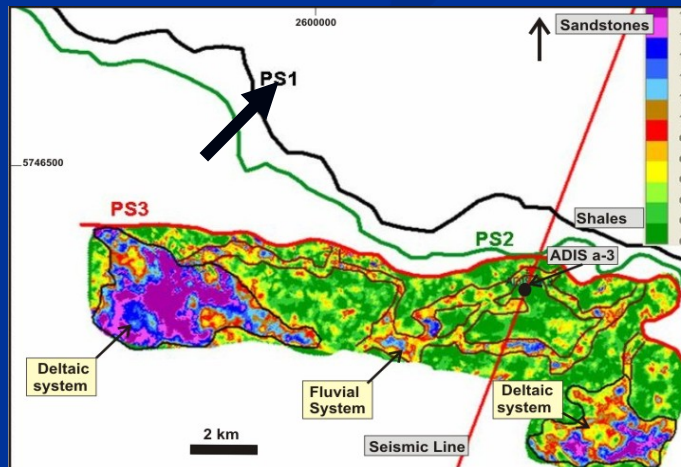 2600000
Sandstones
PS1
5746500
PS3
Shales
PS2
ADIS a-3
Deltaic
system
Fluvial
System
Deltaic
system
2 km
Seismic Line